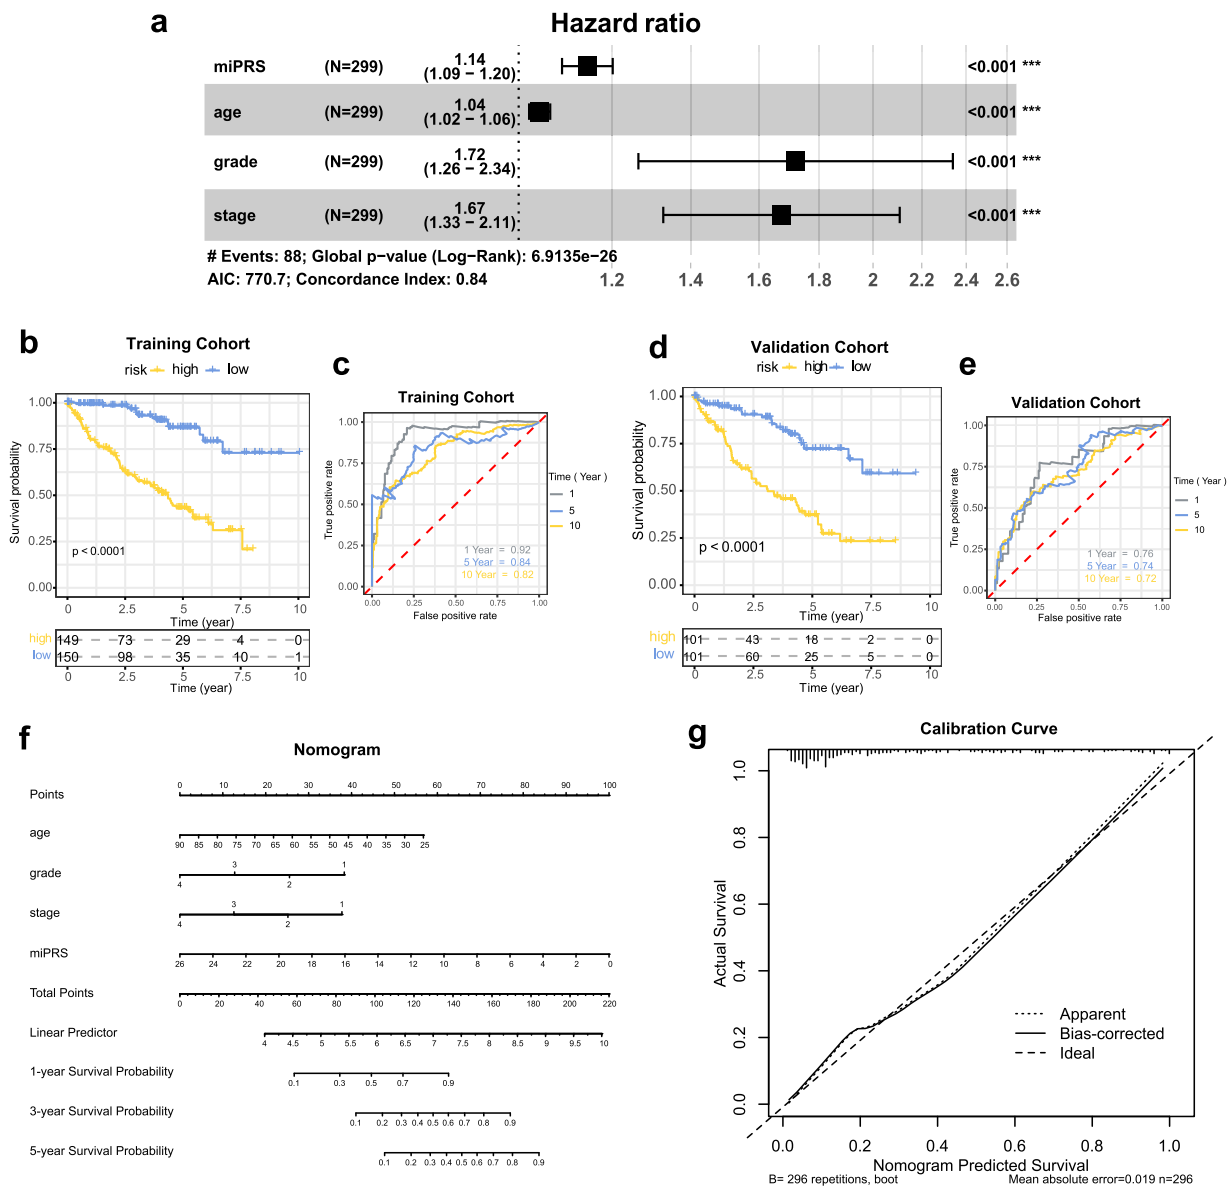 a
Hazard ratio
miPRS (N=299) 1.14 (1.09 − 1.20) <0.001 ***
age (N=299) 1.04 (1.02 − 1.06) <0.001 ***
grade (N=299) 1.72 (1.26 − 2.34) <0.001 ***
stage (N=299) 1.67 (1.33 − 2.11) <0.001 ***
# Events: 88; Global p−value (Log−Rank): 6.9135e−26
AIC: 770.7; Concordance Index: 0.84
1.2 1.4 1.6 1.8 2 2.2 2.4 2.6
b
Training Cohort
risk high low
Survival probability
1.00
0.75
0.50
0.25
0.00
p < 0.0001
0 2.5 5 7.5 10
Time (year)
high 149 73 29 4 0
low 150 98 35 10 1
0 2.5 5 7.5 10
Time (year)
c
Training Cohort
True positive rate
1.00
0.75
0.50
0.25
0.00
1 Year = 0.92
5 Year = 0.84
10 Year = 0.82
0.00 0.25 0.50 0.75 1.00
False positive rate
Time ( Year )
1
5
10
d
Validation Cohort
risk high low
Survival probability
1.00
0.75
0.50
0.25
0.00
p < 0.0001
0 2.5 5 7.5 10
Time (year)
high 101 43 18 2 0
low 101 60 25 5 0
0 2.5 5 7.5 10
Time (year)
e
Validation Cohort
True positive rate
1.00
0.75
0.50
0.25
0.00
1 Year = 0.76
5 Year = 0.74
10 Year = 0.72
0.00 0.25 0.50 0.75 1.00
False positive rate
Time ( Year )
1
5
10
f
Nomogram
Points 0 10 20 30 40 50 60 70 80 90 100
age 90 85 80 75 70 65 60 55 50 45 40 35 30 25
grade 4 3 2 1
stage 4 3 2 1
miPRS 26 24 22 20 18 16 14 12 10 8 6 4 2 0
Total Points 0 20 40 60 80 100 120 140 160 180 200 220
Linear Predictor 4 4.5 5 5.5 6 6.5 7 7.5 8 8.5 9 9.5 10
1-year Survival Probability 0.1 0.3 0.5 0.7 0.9
3-year Survival Probability 0.1 0.2 0.3 0.4 0.5 0.6 0.7 0.8 0.9
5-year Survival Probability 0.1 0.2 0.3 0.4 0.5 0.6 0.7 0.8 0.9
g
Calibration Curve
Actual Survival
1.0
0.8
0.6
0.4
0.2
0.0
Apparent
Bias-corrected
Ideal
0.0 0.2 0.4 0.6 0.8 1.0
Nomogram Predicted Survival
B= 296 repetitions, boot
Mean absolute error=0.019 n=296